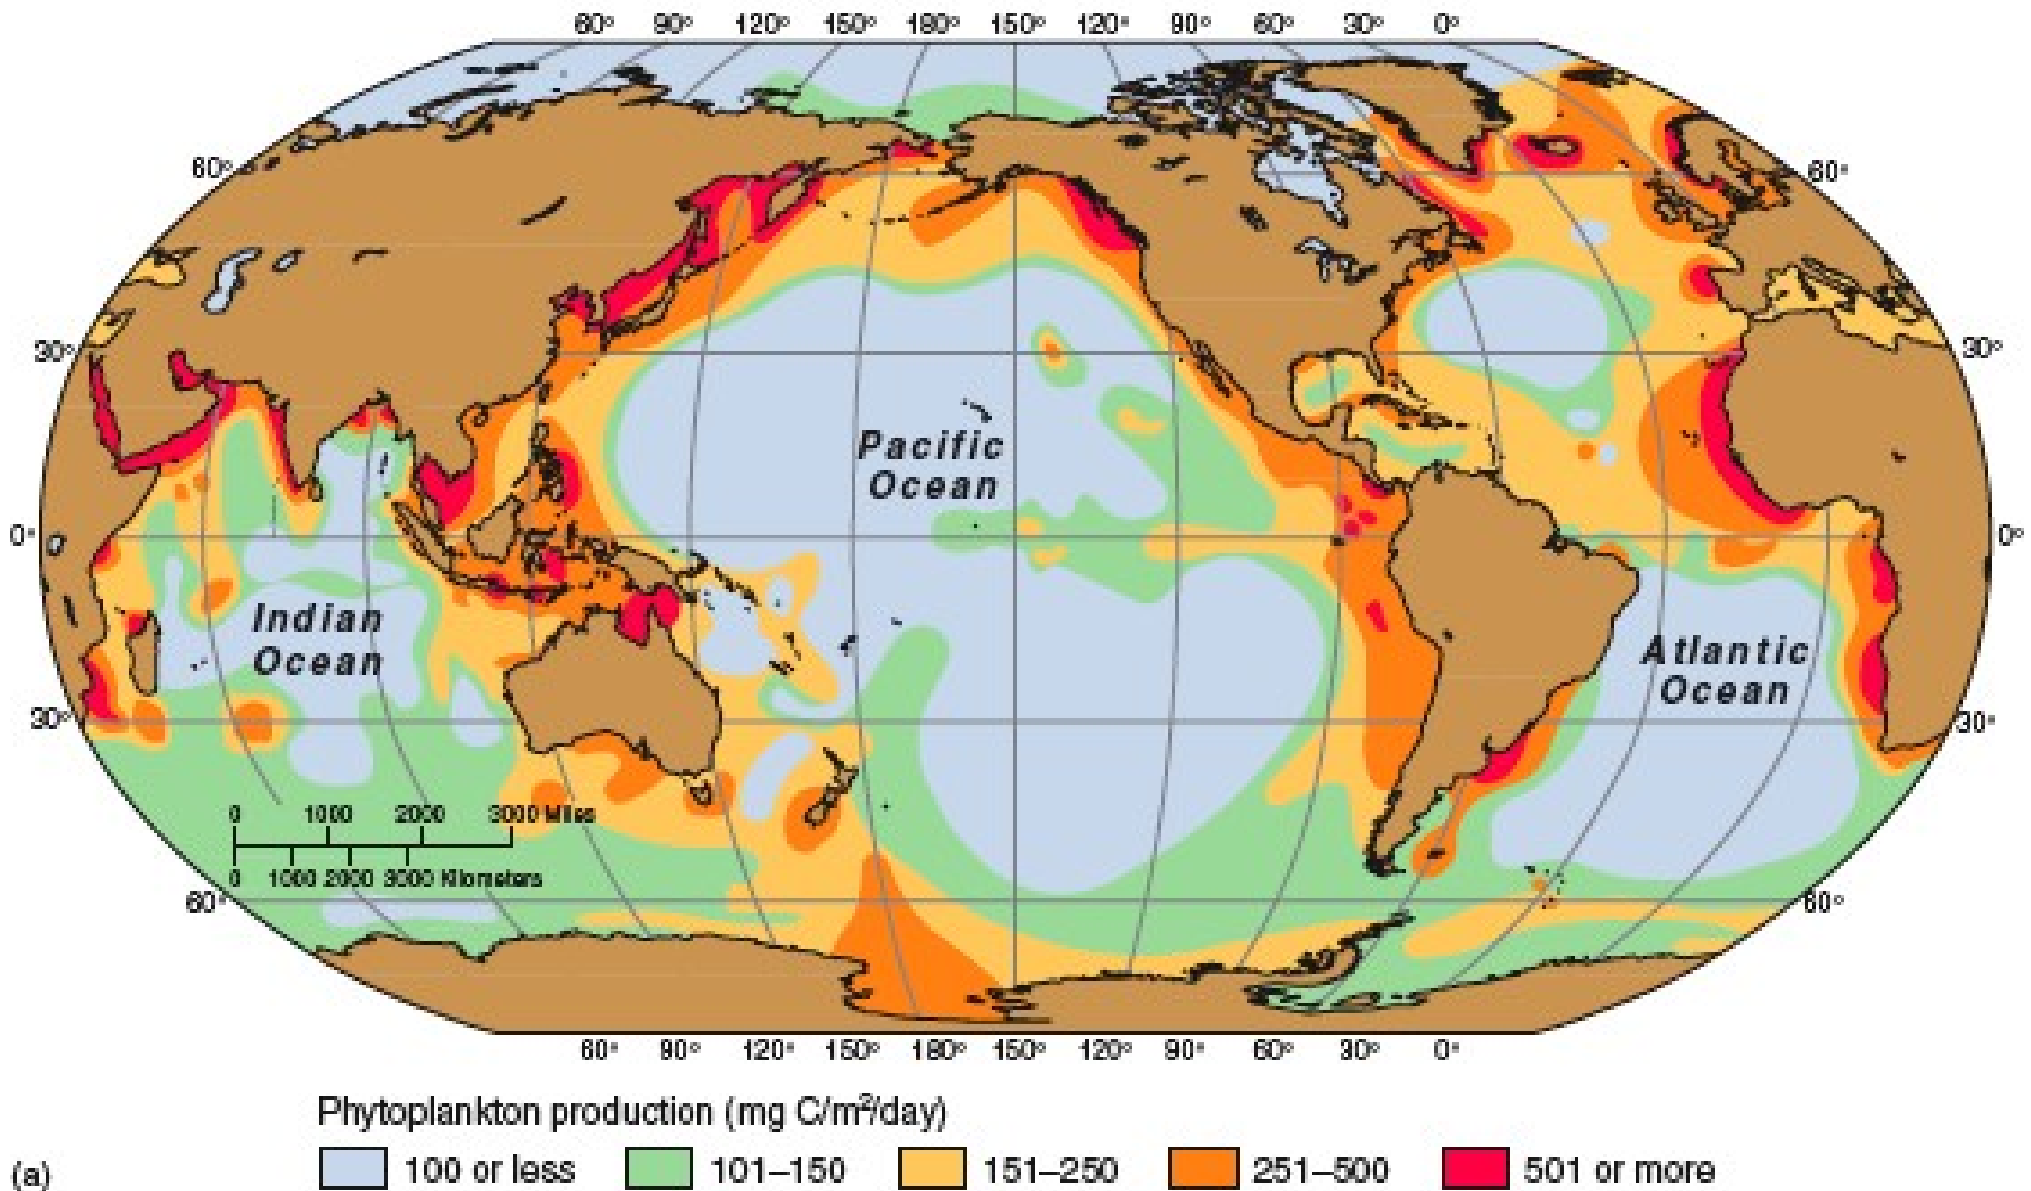 60° 90° 120° 150° 180° 150° 120° 90° 60° 30° 0°
60° 60°
30° 30°
Pacific
Ocean
0° 0°
Indian
Ocean
Atlantic
Ocean
30° 30°
0 1000 2000 3000 Miles
0 1000 2000 3000 Kilometers
60° 60°
60° 90° 120° 150° 180° 150° 120° 90° 60° 30° 0°
Phytoplankton production (mg C/m²/day)
(a) 100 or less 101–150 151–250 251–500 501 or more